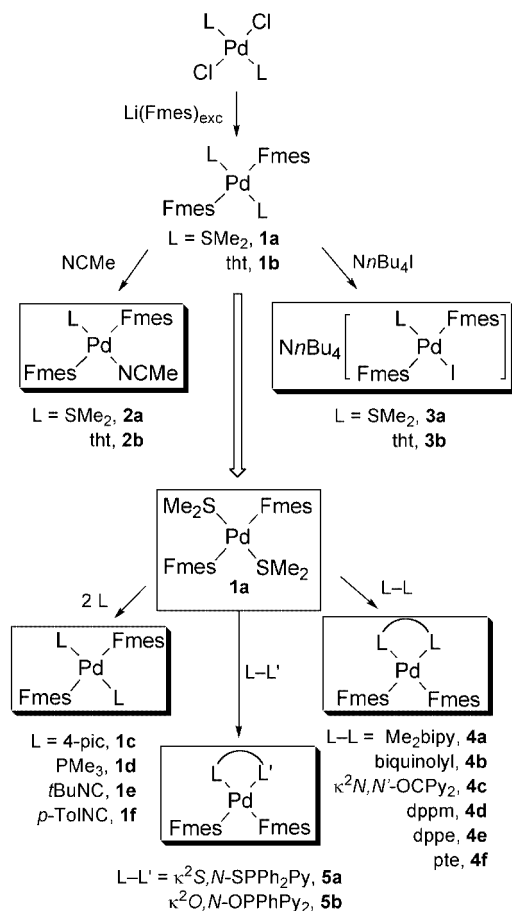 L Cl
Pd
Cl L
Li(Fmes)exc
L Fmes
Pd
Fmes L
L = SMe2, 1a
tht, 1b
NCMe
NnBu4I
L Fmes
Pd
Fmes NCMe
L = SMe2, 2a
tht, 2b
NnBu4
L Fmes
Pd
Fmes I
L = SMe2, 3a
tht, 3b
Me2S Fmes
Pd
Fmes SMe2
1a
2 L
L–L'
L–L
L Fmes
Pd
Fmes L
L = 4-pic, 1c
PMe3, 1d
tBuNC, 1e
p-TolNC, 1f
L L'
Pd
Fmes Fmes
L–L' = κ2S,N-SPPh2Py, 5a
κ2O,N-OPPhPy2, 5b
L L
Pd
Fmes Fmes
L–L = Me2bipy, 4a
biquinolyl, 4b
κ2N,N'-OCPy2, 4c
dppm, 4d
dppe, 4e
pte, 4f